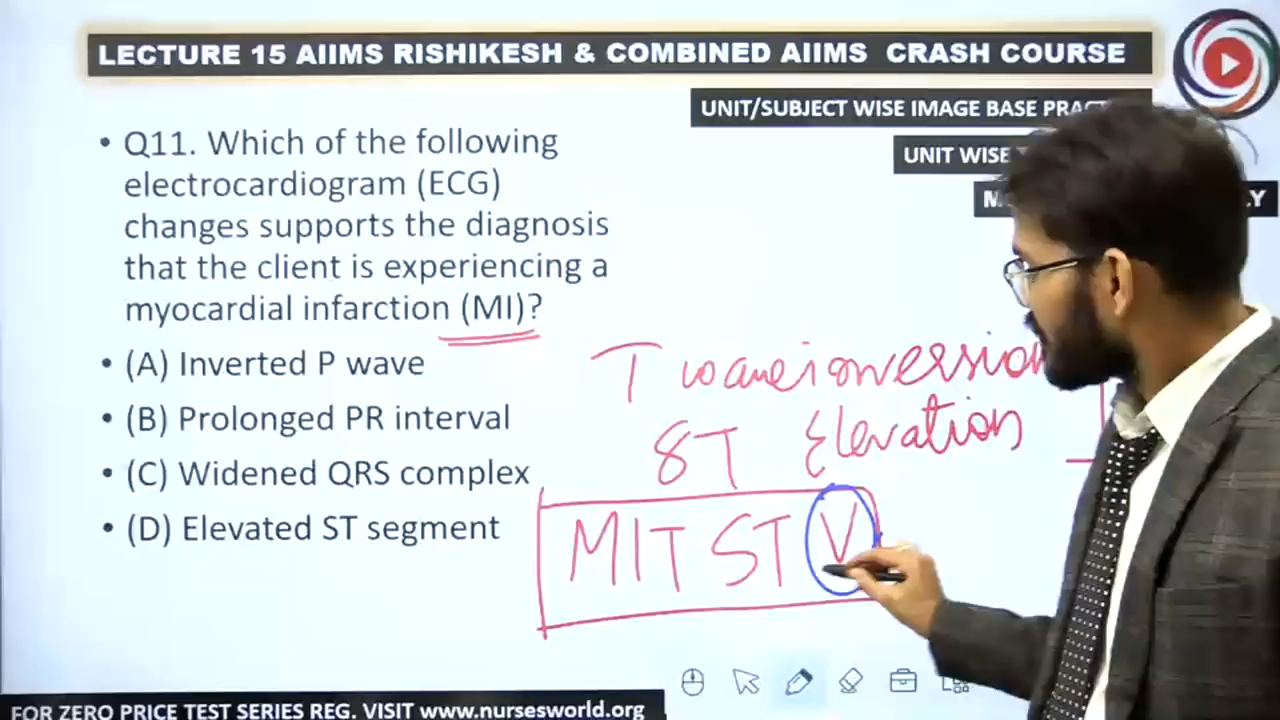 LECTURE 15 AIIMS RISHIKESH & COMBINED AIIMS CRASH COURSE
UNIT/SUBJECT WISE IMAGE BASE
UNIT WISE
• Q11. Which of the following
electrocardiogram (ECG)
changes supports the diagnosis
that the client is experiencing a
myocardial infarction (MI)?
• (A) Inverted P wave
• (B) Prolonged PR interval
• (C) Widened QRS complex
• (D) Elevated ST segment
T wave inversion
ST Elevation
MIT ST V
FOR ZERO PRICE TEST SERIES REG. VISIT www.nursesworld.org